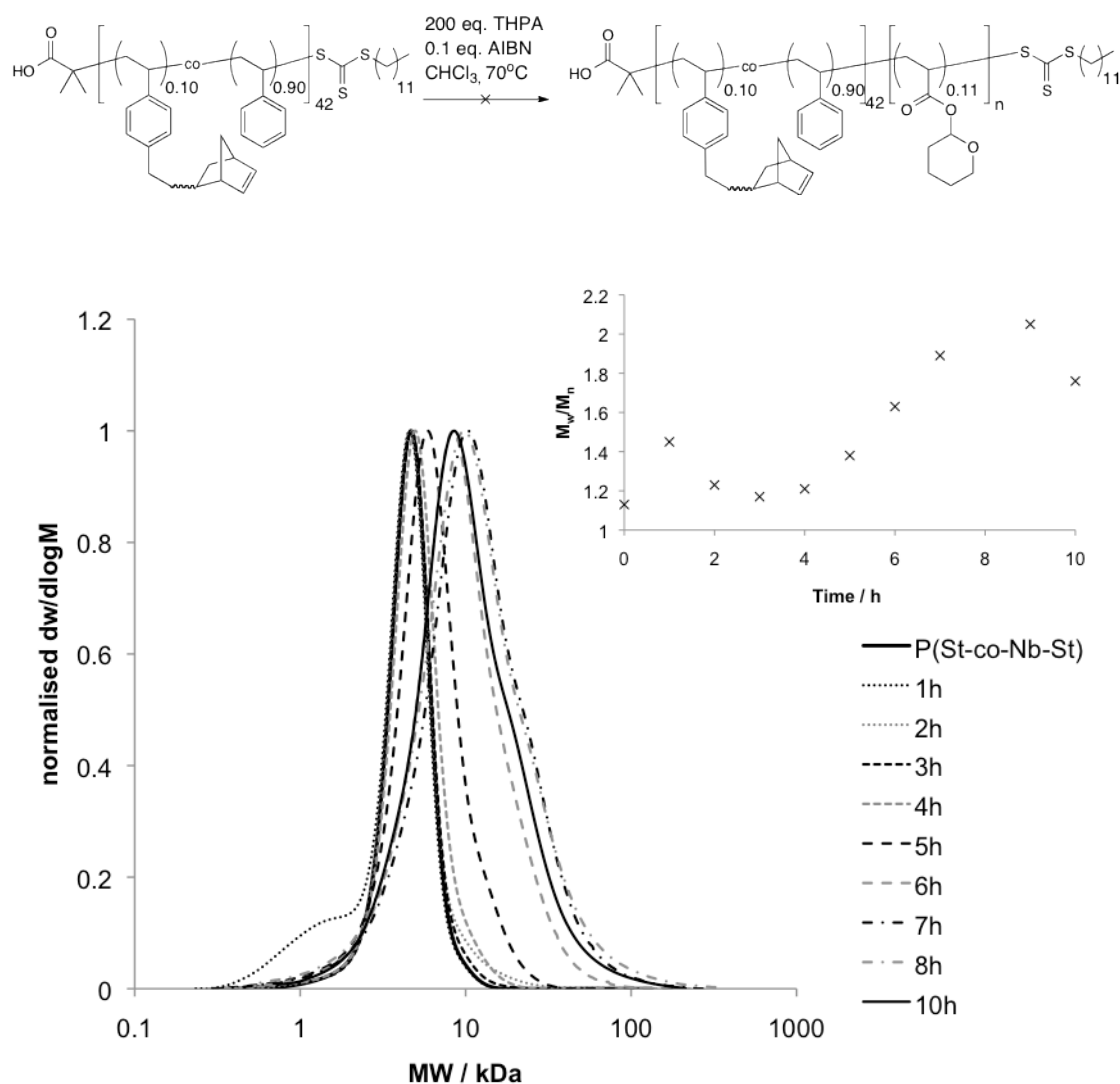 200 eq. THPA
0.1 eq. AIBN
CHCl3, 70°C
O
HO
0.10
co
0.90
42
S
S
S
11
O
HO
0.10
co
0.90
42
0.11
n
O
O
O
S
S
S
11
normalised dw/dlogM
1.2
1
0.8
0.6
0.4
0.2
0
0.1
1
10
100
1000
MW / kDa
Mw/Mn
2.2
2
1.8
1.6
1.4
1.2
1
0
2
4
6
8
10
Time / h
P(St-co-Nb-St)
1h
2h
3h
4h
5h
6h
7h
8h
10h